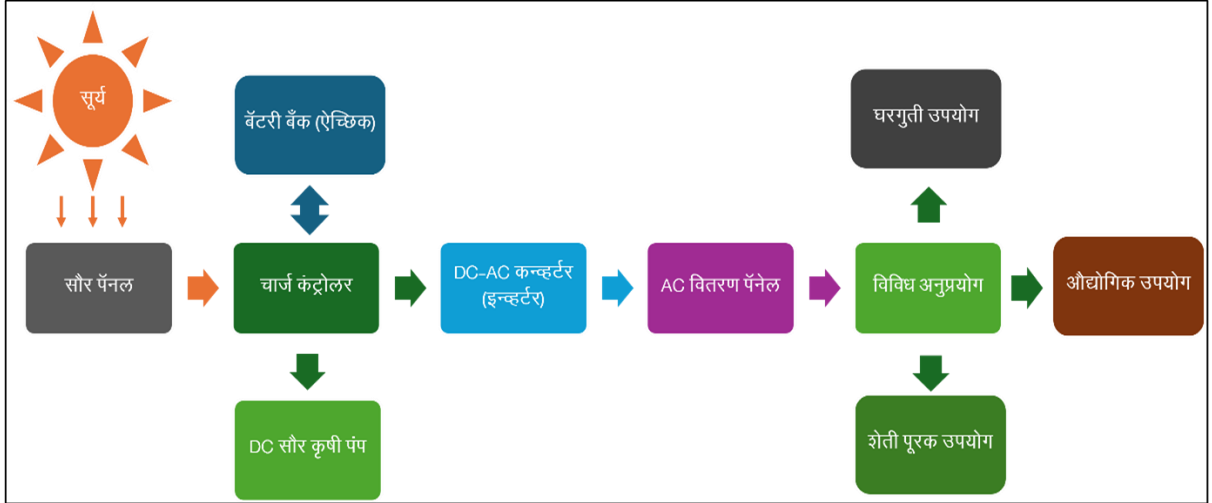 सूर्य
बॅटरी बँक (ऐच्छिक)
घरगुती उपयोग
सौर पॅनल
चार्ज कंट्रोलर
DC-AC कन्व्हर्टर
(इन्व्हर्टर)
AC वितरण पॅनेल
विविध अनुप्रयोग
औद्योगिक उपयोग
DC सौर कृषी पंप
शेती पूरक उपयोग